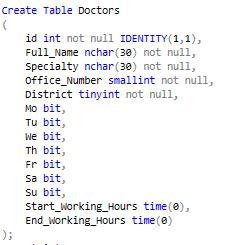 Create Table Doctors
(
id int not null IDENTITY(1,1),
Full_Name nchar(30) not null,
Specialty nchar(30) not null,
Office_Number smallint not null,
District tinyint not null,
Mo bit,
Tu bit,
We bit,
Th bit,
Fr bit,
Sa bit,
Su bit,
Start_Working_Hours time(0),
End_Working_Hours time(0)
);